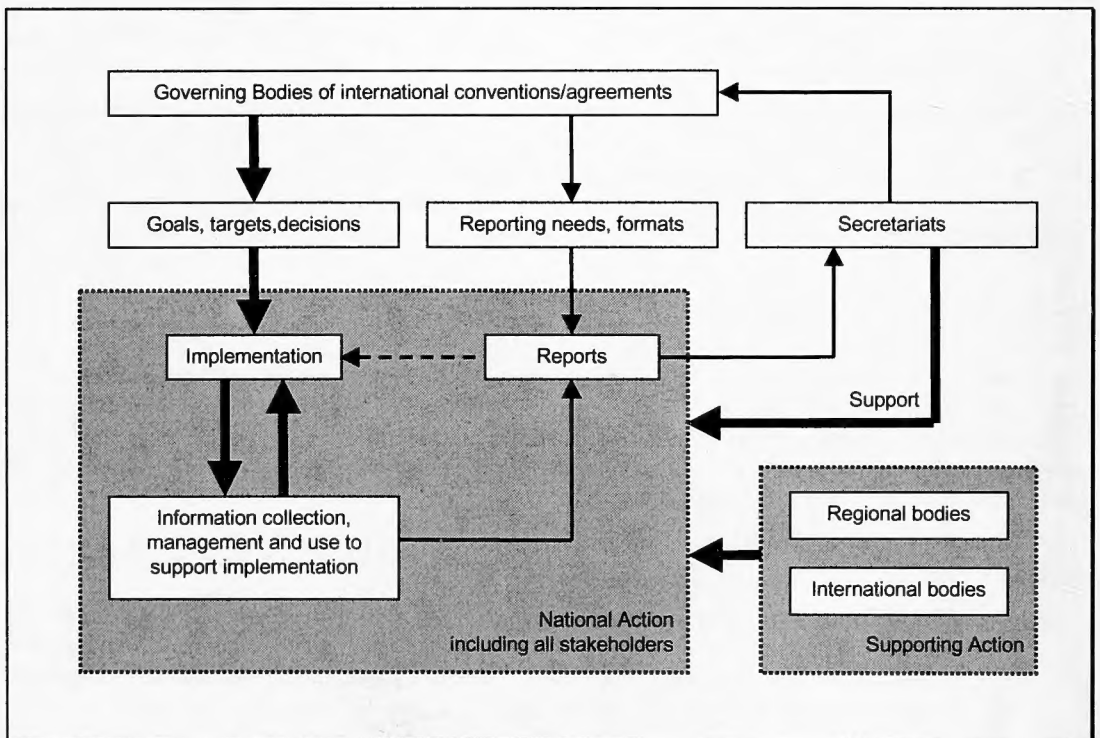 Governing Bodies of international conventions/agreements
Goals, targets,decisions
Reporting needs, formats
Secretariats
Implementation
Reports
Support
Information collection,
management and use to
support implementation
Regional bodies
International bodies
National Action
including all stakeholders
Supporting Action